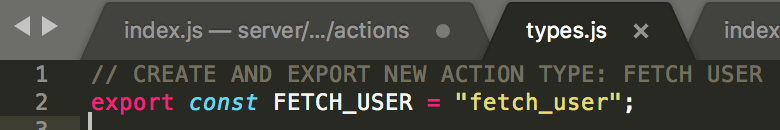 index.js — server/.../actions
types.js ×
index
1 // CREATE AND EXPORT NEW ACTION TYPE: FETCH USER
2 export const FETCH_USER = "fetch_user";
3